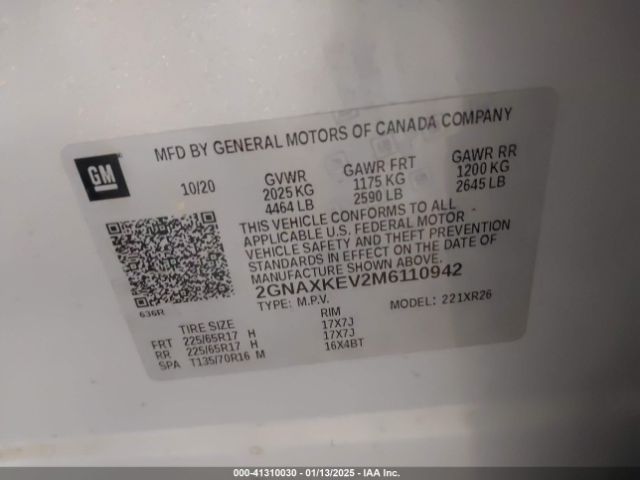 GM
MFD BY GENERAL MOTORS OF CANADA COMPANY
10/20 GVWR GAWR FRT GAWR RR
2025 KG 1175 KG 1200 KG
4464 LB 2590 LB 2645 LB
THIS VEHICLE CONFORMS TO ALL
APPLICABLE U.S. FEDERAL MOTOR
VEHICLE SAFETY AND THEFT PREVENTION
STANDARDS IN EFFECT ON THE DATE OF
MANUFACTURE SHOWN ABOVE.
2GNAXKEV2M6110942
TYPE: M.P.V. MODEL: 221XR26
636R
TIRE SIZE RIM
FRT 225/65R17 H 17X7J
RR 225/65R17 H 17X7J
SPA T135/70R16 M 16X4BT
000-41310030 - 01/13/2025 - IAA Inc.